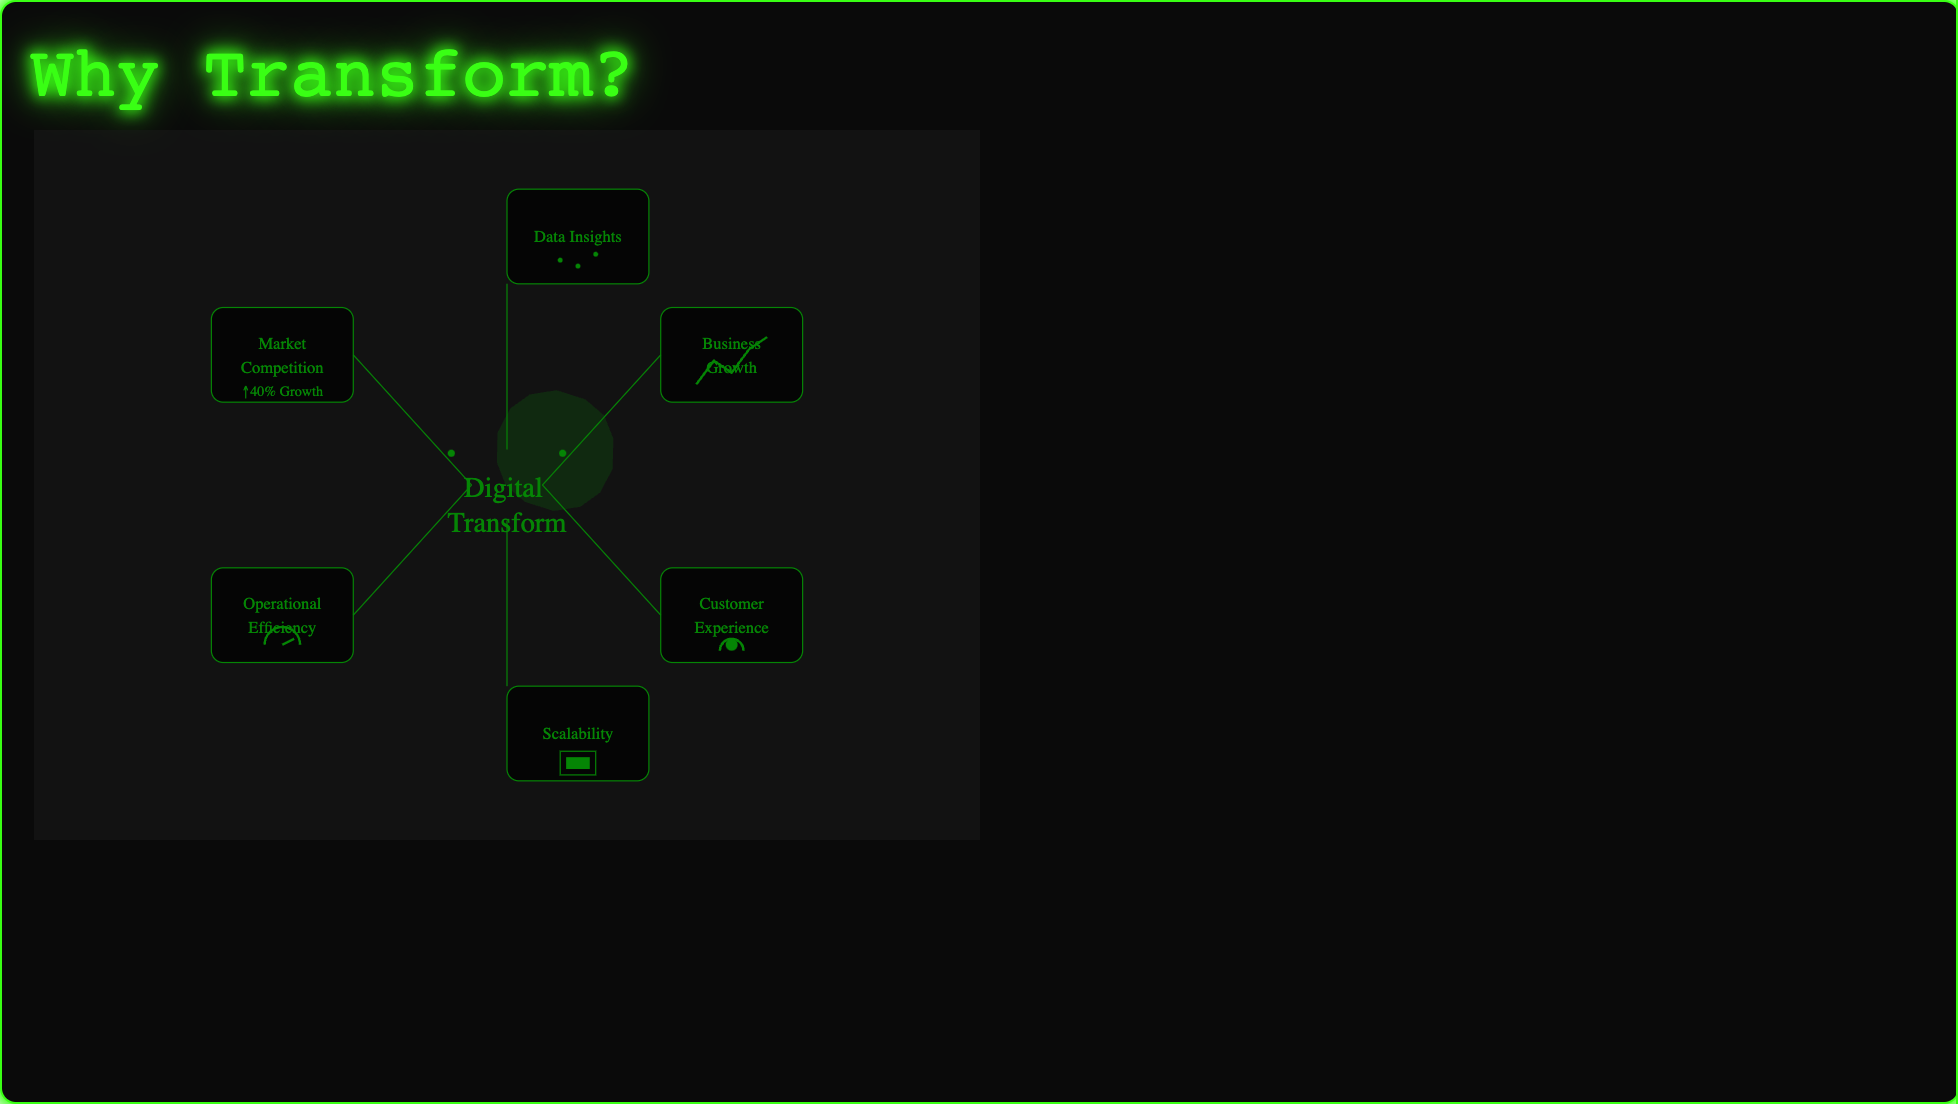 Why Transform?
Data Insights
Market
Competition
↑40% Growth
Business
Growth
Digital
Transform
Operational
Efficiency
Customer
Experience
Scalability